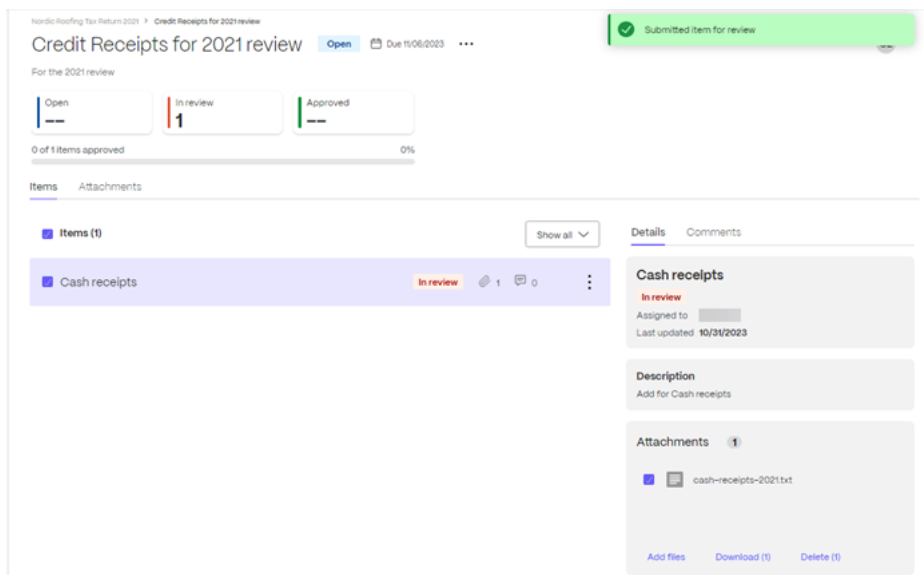 Nordic Roofing Tax Return 2021 > Credit Receipts for 2021 review
Credit Receipts for 2021 review Open Due 11/06/2023 •••
Submitted item for review
For the 2021 review
Open In review Approved
-- 1 --
0 of 1 items approved 0%
Items Attachments
Items (1) Show all
Details Comments
Cash receipts In review 1 0
Cash receipts
In review
Assigned to
Last updated 10/31/2023
Description
Add for Cash receipts
Attachments 1
cash-receipts-2021.txt
Add files Download (1) Delete (1)